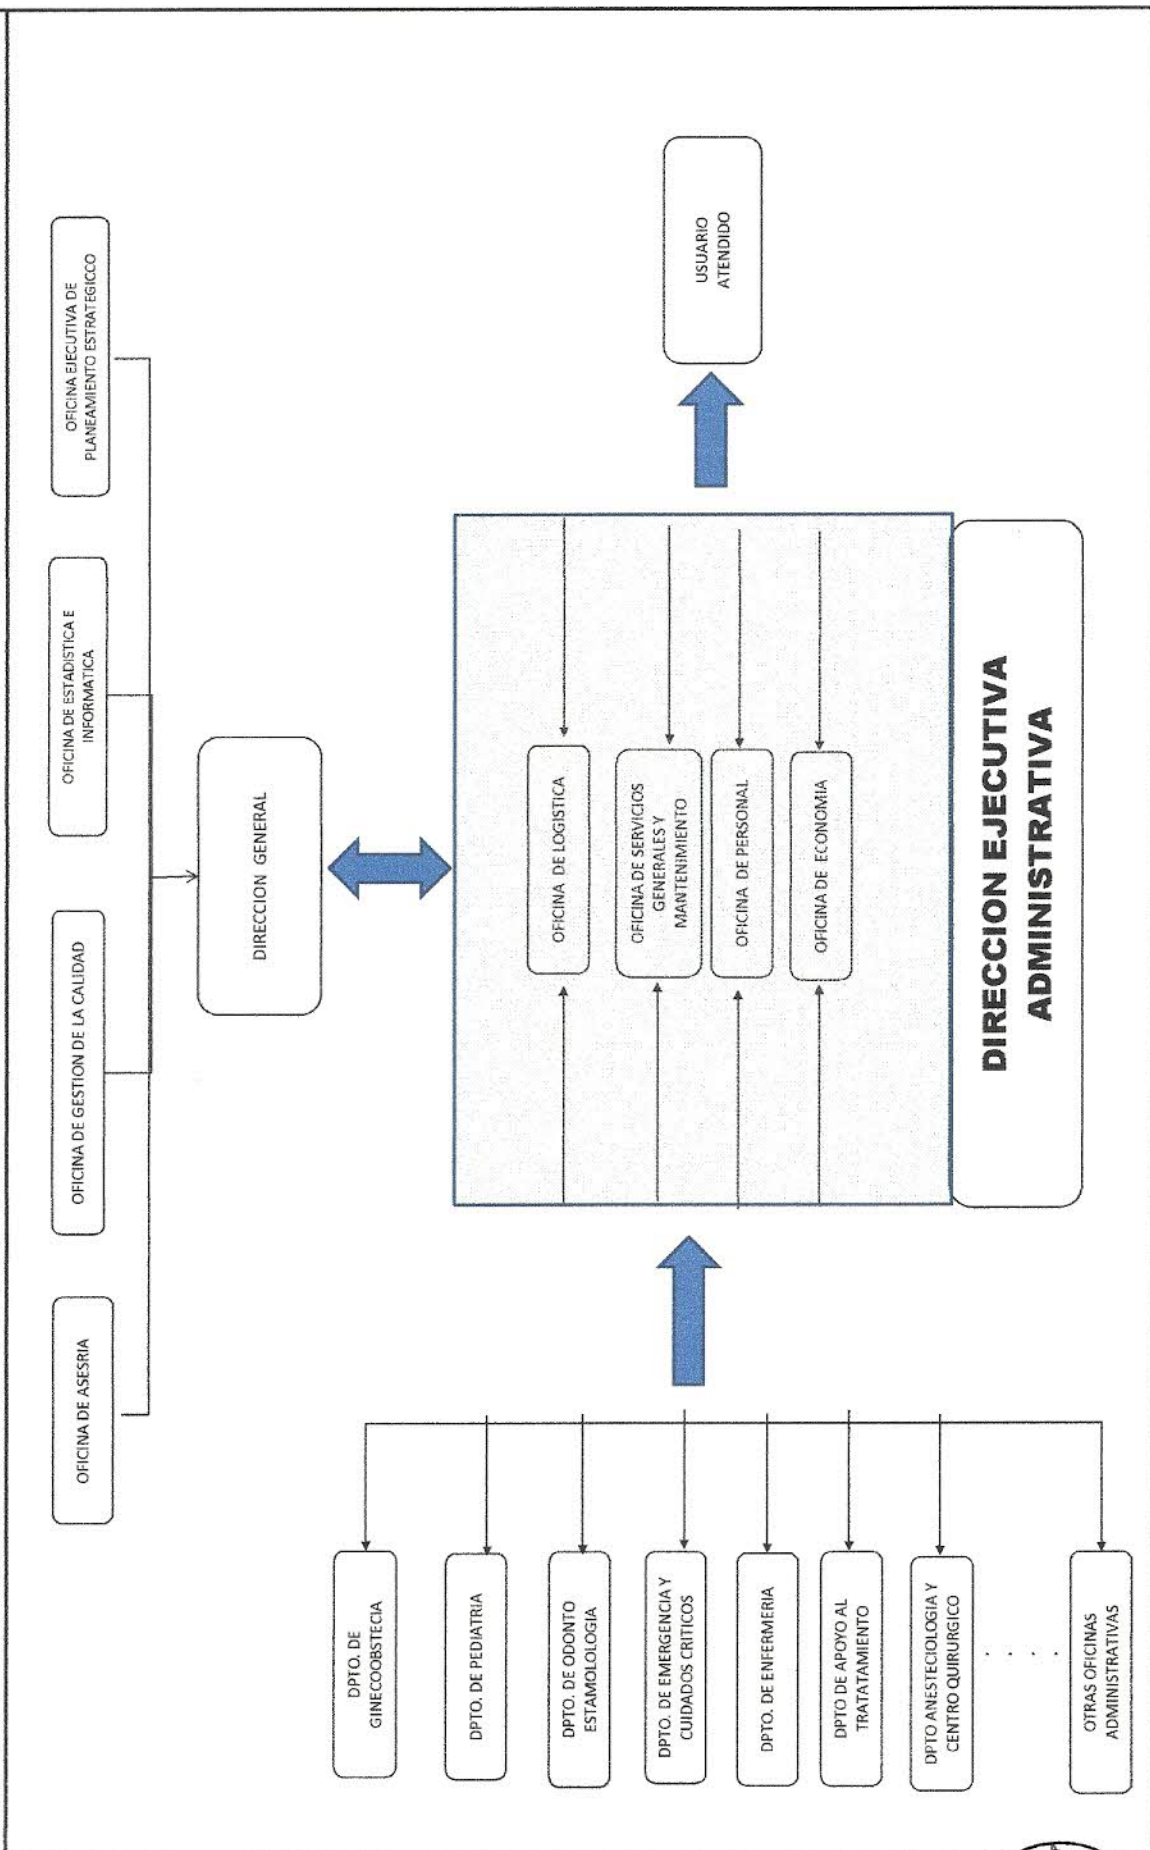 OFICINA DE ASESRIA
OFICINA DE GESTION DE LA CALIDAD
OFICINA DE ESTADISTICA E
INFORMATICA
OFICINA EJECUTIVA DE
PLANEAMIENTO ESTRATEGICCO
DIRECCION GENERAL
DPTO. DE
GINECOOBSTECIA
DPTO. DE PEDIATRIA
DPTO. DE ODONTO
ESTAMOLOLOGIA
DPTO. DE EMERGENCIA Y
CUIDADOS CRITICOS
DPTO. DE ENFERMERIA
DPTO DE APOYO AL
TRATATAMIENTO
DPTO ANESTECIOLOGIA Y
CENTRO QUIRURGICO
. . . .
OTRAS OFICINAS
ADMINISTRATIVAS
OFICINA DE LOGISTICA
OFICINA DE SERVICIOS
GENERALES Y
MANTENIMIENTO
OFICINA DE PERSONAL
OFICINA DE ECONOMIA
USUARIO
ATENDIDO
DIRECCION EJECUTIVA
ADMINISTRATIVA